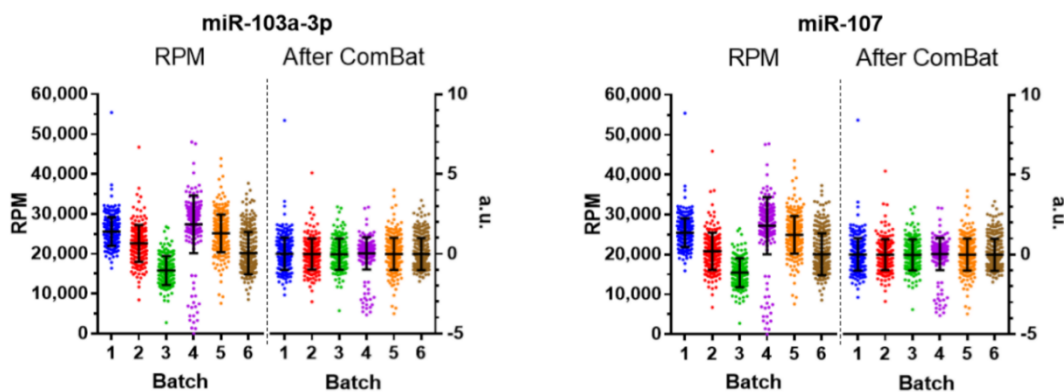 miR-103a-3p
RPM After ComBat
60,000
50,000
40,000
30,000
20,000
10,000
0
RPM
10
5
0
-5
a.u.
1 2 3 4 5 6 1 2 3 4 5 6
Batch Batch
miR-107
RPM After ComBat
60,000
50,000
40,000
30,000
20,000
10,000
0
RPM
10
5
0
-5
a.u.
1 2 3 4 5 6 1 2 3 4 5 6
Batch Batch